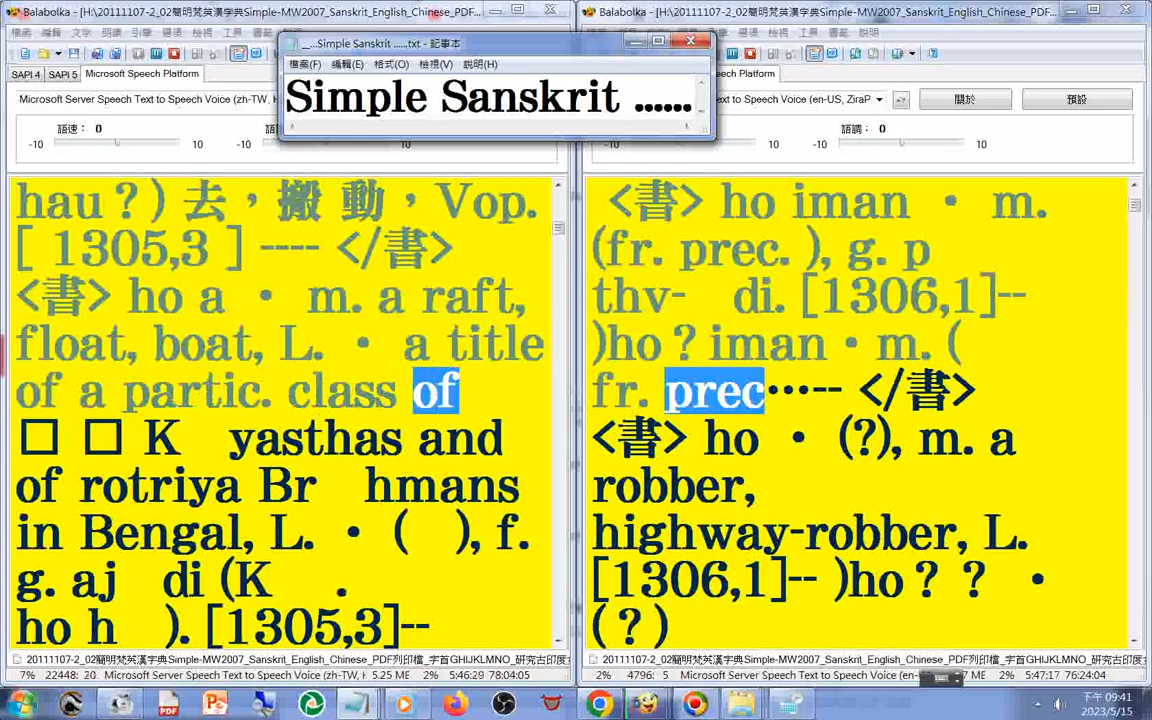 Balabolka - [H:\20111107-2_02簡明梵英漢字典Simple-MW2007_Sanskrit_English_Chinese_PDF...
Balabolka - [H:\20111107-2_02簡明梵英漢字典Simple-MW2007_Sanskrit_English_Chinese_PDF...
__...Simple Sanskrit ......txt - 記事本
檔案(F) 編輯(E) 格式(O) 檢視(V) 說明(H)
Simple Sanskrit ......
SAPI 4 SAPI 5 Microsoft Speech Platform
eech Platform
Microsoft Server Speech Text to Speech Voice (zh-TW, H
ext to Speech Voice (en-US, ZiraP
關於 預設
語速： 0
-10 10 -10 10
語調： 0
-10 10
hau？) 去，搬 動，Vop.
[ 1305,3 ] ---- </書>
<書> ho a • m. a raft,
float, boat, L. • a title
of a partic. class of
□ □ K yasthas and
of rotriya Br hmans
in Bengal, L. • ( ), f.
g. aj di (K .
ho h ). [1305,3]--
<書> ho iman • m.
(fr. prec. ), g. p
thv- di. [1306,1]--
)ho？iman•m. (
fr. prec…-- </書>
<書> ho • (?), m. a
robber,
highway-robber, L.
[1306,1]-- )ho？？ •
(？)
20111107-2_02簡明梵英漢字典Simple-MW2007_Sanskrit_English_Chinese_PDF列印檔_字首GHIJKLMNO_研究古印度
20111107-2_02簡明梵英漢字典Simple-MW2007_Sanskrit_English_Chinese_PDF列印檔_字首GHIJKLMNO_研究古印度
7% 22448: 20 Microsoft Server Speech Text to Speech Voice (zh-TW, 5.25 ME 2% 5:46:29 78:04:05
2% 4796: 5 Microsoft Server Speech Text to Speech Voice (en-U 7 ME 2% 5:47:17 76:24:04
下午 09:41
2023/5/15